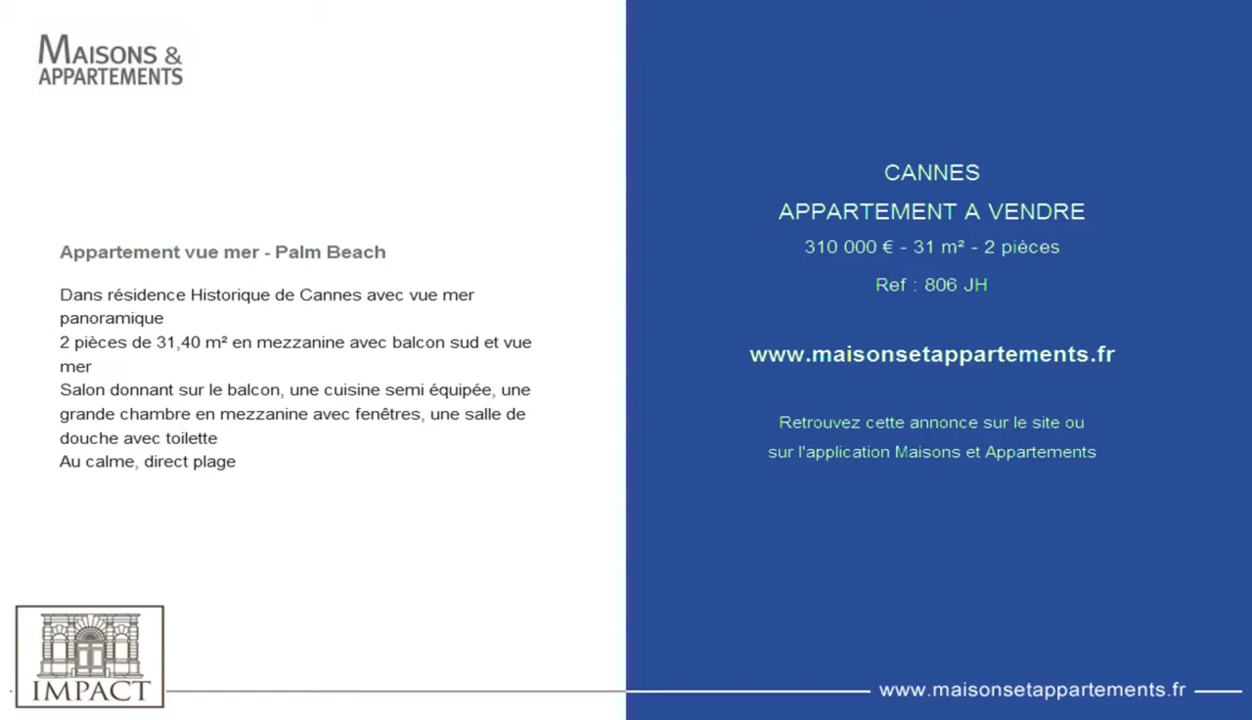 MAISONS &
APPARTEMENTS
Appartement vue mer - Palm Beach
Dans résidence Historique de Cannes avec vue mer
panoramique
2 pièces de 31,40 m² en mezzanine avec balcon sud et vue
mer
Salon donnant sur le balcon, une cuisine semi équipée, une
grande chambre en mezzanine avec fenêtres, une salle de
douche avec toilette
Au calme, direct plage
IMPACT
CANNES
APPARTEMENT A VENDRE
310 000 € - 31 m² - 2 pièces
Ref : 806 JH
www.maisonsetappartements.fr
Retrouvez cette annonce sur le site ou
sur l'application Maisons et Appartements
www.maisonsetappartements.fr